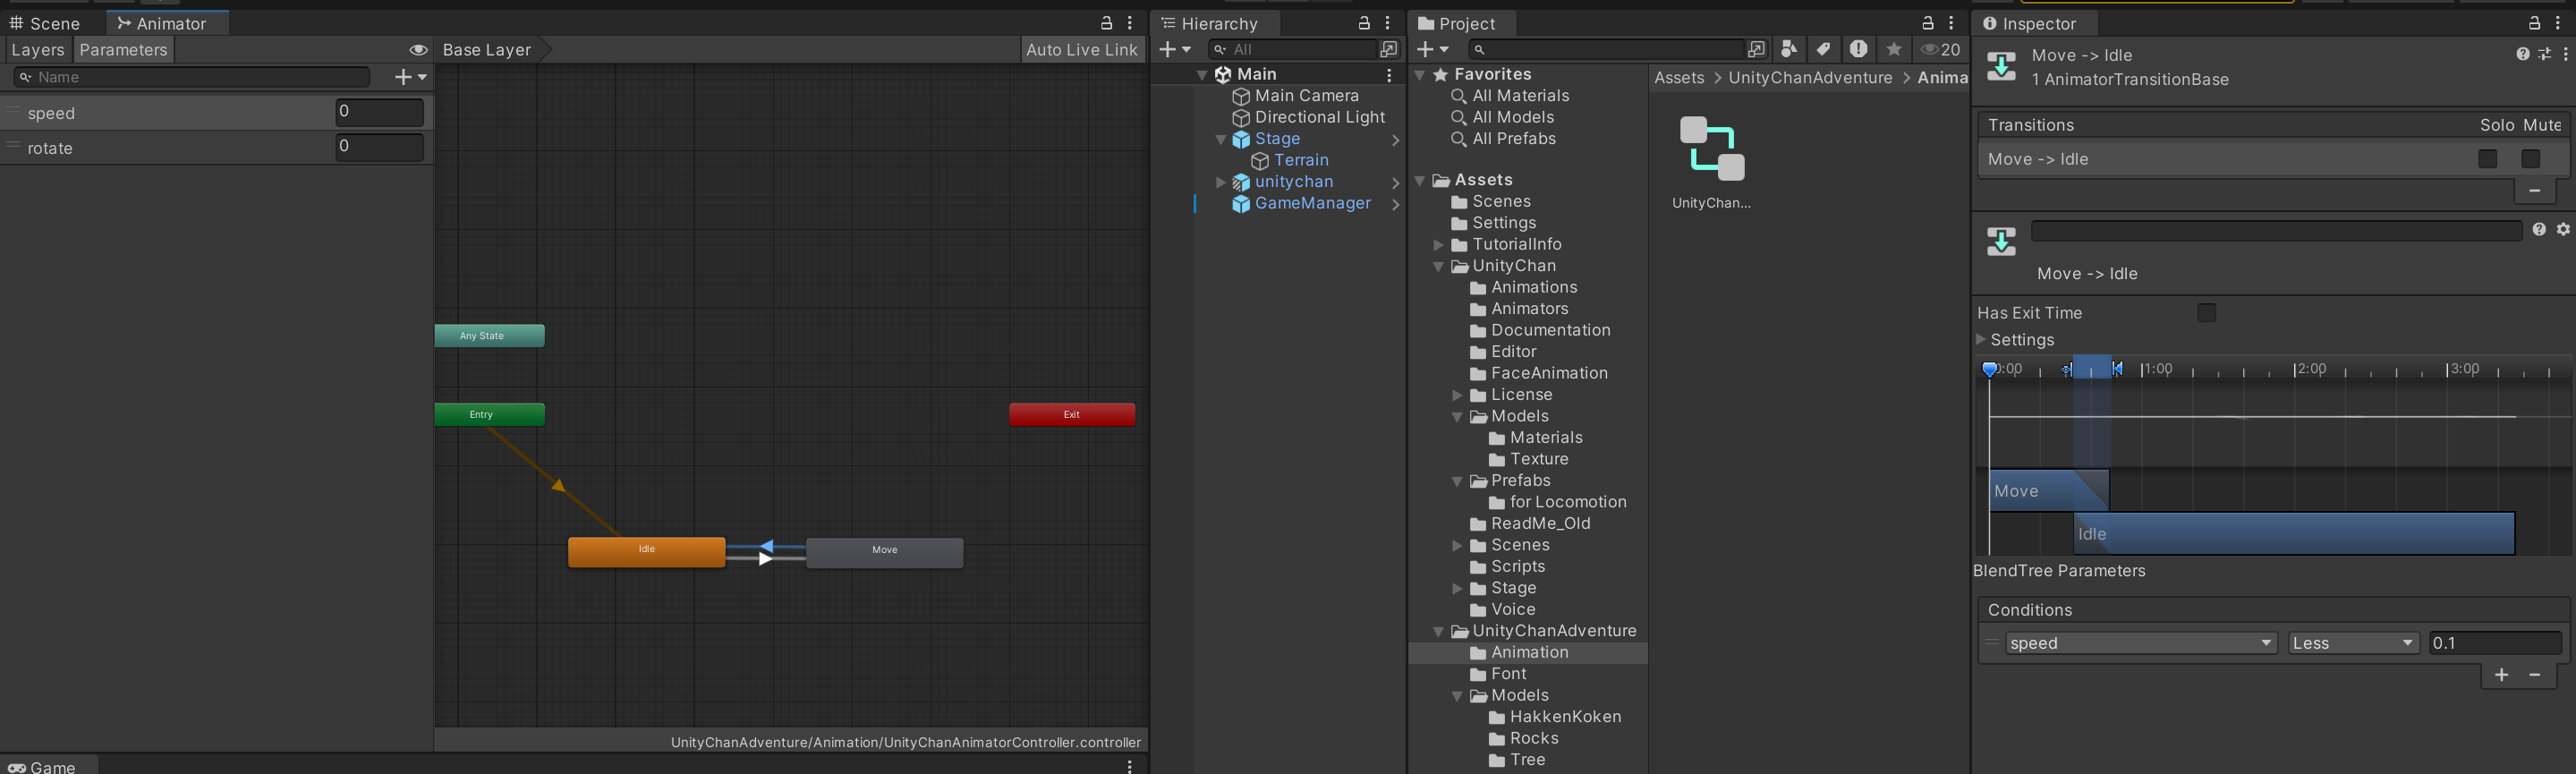 Scene
Animator
Layers
Parameters
Name
speed
0
rotate
0
Base Layer
Auto Live Link
Any State
Entry
Exit
Idle
Move
UnityChanAdventure/Animation/UnityChanAnimatorController.controller
Game
Hierarchy
All
Main
Main Camera
Directional Light
Stage
Terrain
unitychan
GameManager
Project
20
Favorites
All Materials
All Models
All Prefabs
Assets
Scenes
Settings
TutorialInfo
UnityChan
Animations
Animators
Documentation
Editor
FaceAnimation
License
Models
Materials
Texture
Prefabs
for Locomotion
ReadMe_Old
Scenes
Scripts
Stage
Voice
UnityChanAdventure
Animation
Font
Models
HakkenKoken
Rocks
Tree
Assets > UnityChanAdventure > Anima
UnityChan...
Inspector
Move -> Idle
1 AnimatorTransitionBase
Transitions Solo Mute
Move -> Idle
Move -> Idle
Has Exit Time
Settings
0:00 1:00 2:00 3:00
Move
Idle
BlendTree Parameters
Conditions
speed Less 0.1